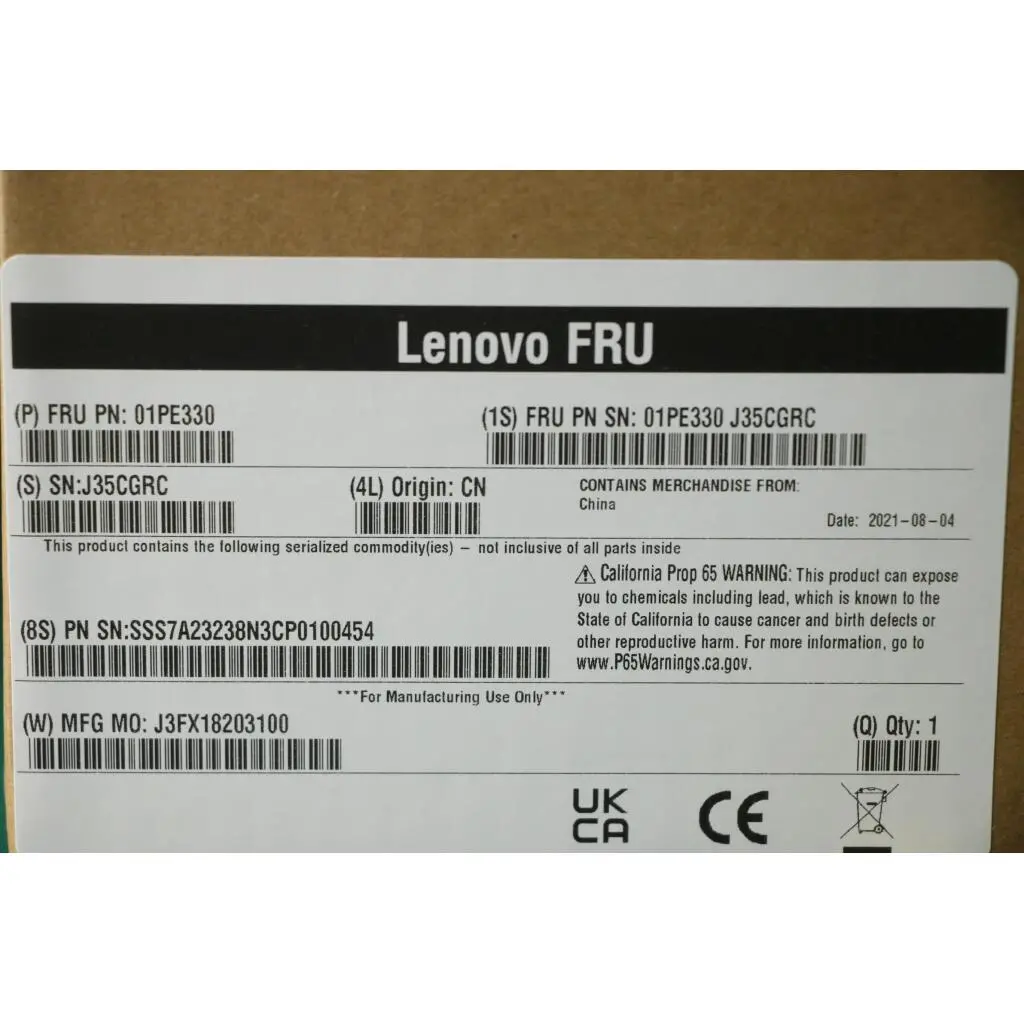 Lenovo FRU
(P) FRU PN: 01PE330
(1S) FRU PN SN: 01PE330 J35CGRC
(S) SN:J35CGRC
(4L) Origin: CN
CONTAINS MERCHANDISE FROM:
China
Date: 2021-08-04
This product contains the following serialized commodity(ies) – not inclusive of all parts inside
California Prop 65 WARNING: This product can expose
you to chemicals including lead, which is known to the
State of California to cause cancer and birth defects or
other reproductive harm. For more information, go to
www.P65Warnings.ca.gov.
(8S) PN SN:SSS7A23238N3CP0100454
***For Manufacturing Use Only***
(W) MFG MO: J3FX18203100
(Q) Qty: 1
UK
CA
CE